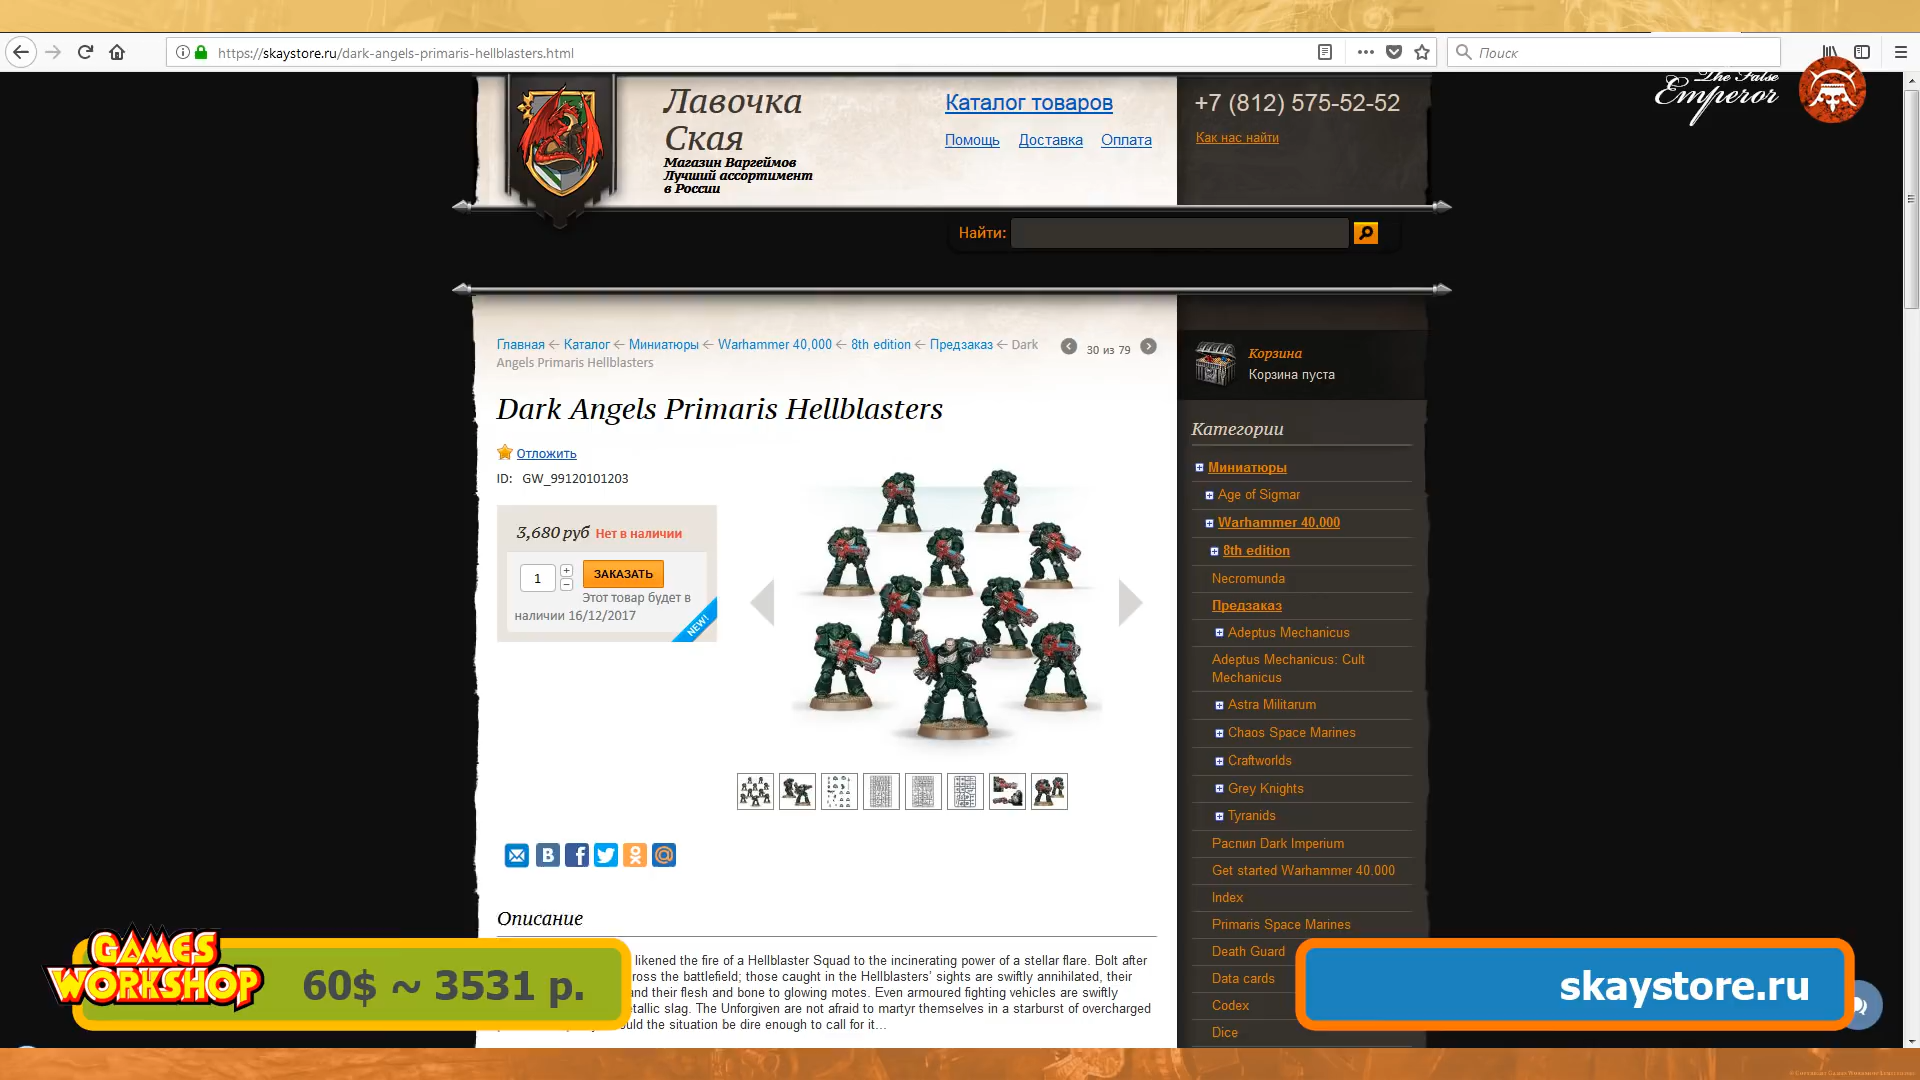 https://skaystore.ru/dark-angels-primaris-hellblasters.html
Поиск
The False
Emperor
Лавочка
Ская
Магазин Варгеймов
Лучший ассортимент
в России
Каталог товаров
Помощь Доставка Оплата
+7 (812) 575-52-52
Как нас найти
Найти:
Главная ← Каталог ← Миниатюры ← Warhammer 40,000 ← 8th edition ← Предзаказ ← Dark
Angels Primaris Hellblasters
30 из 79
Корзина
Корзина пуста
Dark Angels Primaris Hellblasters
Отложить
ID: GW_99120101203
3,680 руб Нет в наличии
1
+
−
ЗАКАЗАТЬ
Этот товар будет в
наличии 16/12/2017
NEW!
Категории
Миниатюры
Age of Sigmar
Warhammer 40,000
8th edition
Necromunda
Предзаказ
Adeptus Mechanicus
Adeptus Mechanicus: Cult
Mechanicus
Astra Militarum
Chaos Space Marines
Craftworlds
Grey Knights
Tyranids
Распил Dark Imperium
Get started Warhammer 40.000
Index
Primaris Space Marines
Death Guard
Data cards
Codex
Dice
Описание
likened the fire of a Hellblaster Squad to the incinerating power of a stellar flare. Bolt after
ross the battlefield; those caught in the Hellblasters' sights are swiftly annihilated, their
nd their flesh and bone to glowing motes. Even armoured fighting vehicles are swiftly
tallic slag. The Unforgiven are not afraid to martyr themselves in a starburst of overcharged
uld the situation be dire enough to call for it…
GAMES
WORKSHOP
60$ ~ 3531 р.
skaystore.ru